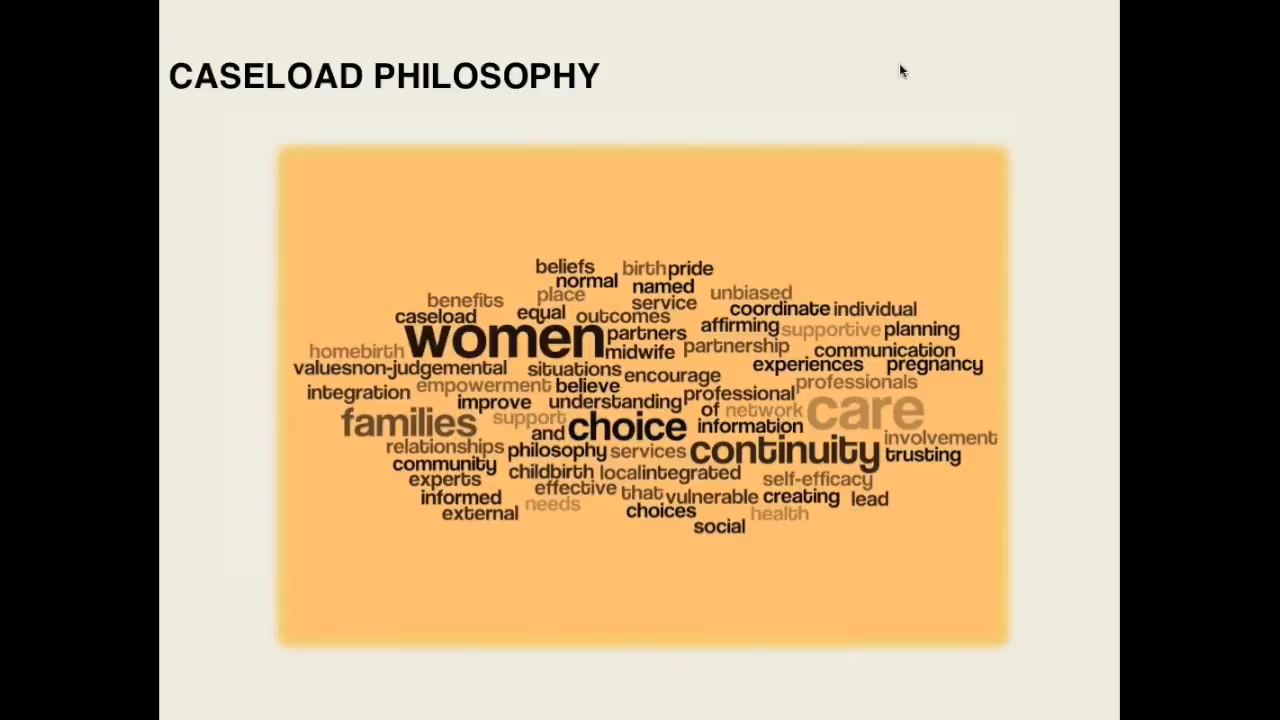 CASELOAD PHILOSOPHY
beliefs birth pride
normal named
benefits place service unbiased
caseload equal outcomes coordinate individual
women partners affirming supportive planning
homebirth midwife partnership communication
valuesnon-judgemental situations encourage experiences pregnancy
integration empowerment believe professionals
improve understanding professional
families support of network care
and choice information
relationships philosophy services continuity involvement
community trusting
experts childbirth localintegrated self-efficacy
informed effective that vulnerable creating lead
external needs choices health
social